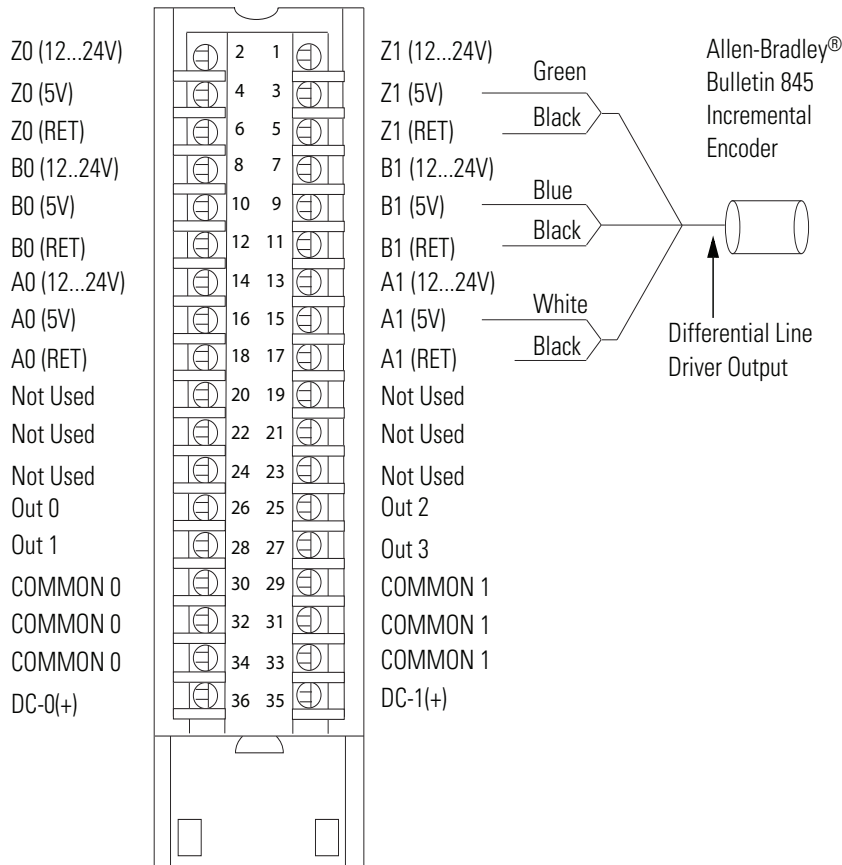 Z0 (12...24V) 2 1 Z1 (12...24V)
Z0 (5V) 4 3 Z1 (5V)
Z0 (RET) 6 5 Z1 (RET)
B0 (12...24V) 8 7 B1 (12...24V)
B0 (5V) 10 9 B1 (5V)
B0 (RET) 12 11 B1 (RET)
A0 (12...24V) 14 13 A1 (12...24V)
A0 (5V) 16 15 A1 (5V)
A0 (RET) 18 17 A1 (RET)
Not Used 20 19 Not Used
Not Used 22 21 Not Used
Not Used 24 23 Not Used
Out 0 26 25 Out 2
Out 1 28 27 Out 3
COMMON 0 30 29 COMMON 1
COMMON 0 32 31 COMMON 1
COMMON 0 34 33 COMMON 1
DC-0(+) 36 35 DC-1(+)
Green
Black
Blue
Black
White
Black
Allen-Bradley®
Bulletin 845
Incremental
Encoder
Differential Line
Driver Output